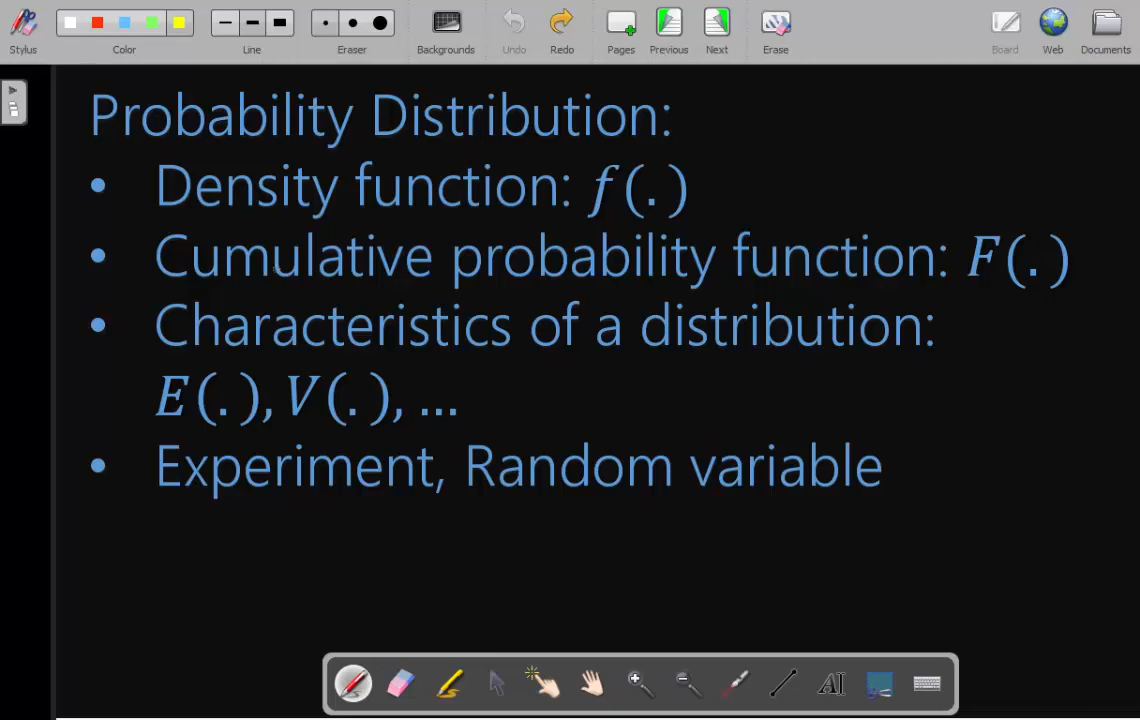 Stylus Color Line Eraser Backgrounds Undo Redo Pages Previous Next Erase Board Web Documents
Probability Distribution:
• Density function: f(.)
• Cumulative probability function: F(.)
• Characteristics of a distribution:
E(.), V(.), ...
• Experiment, Random variable
AI